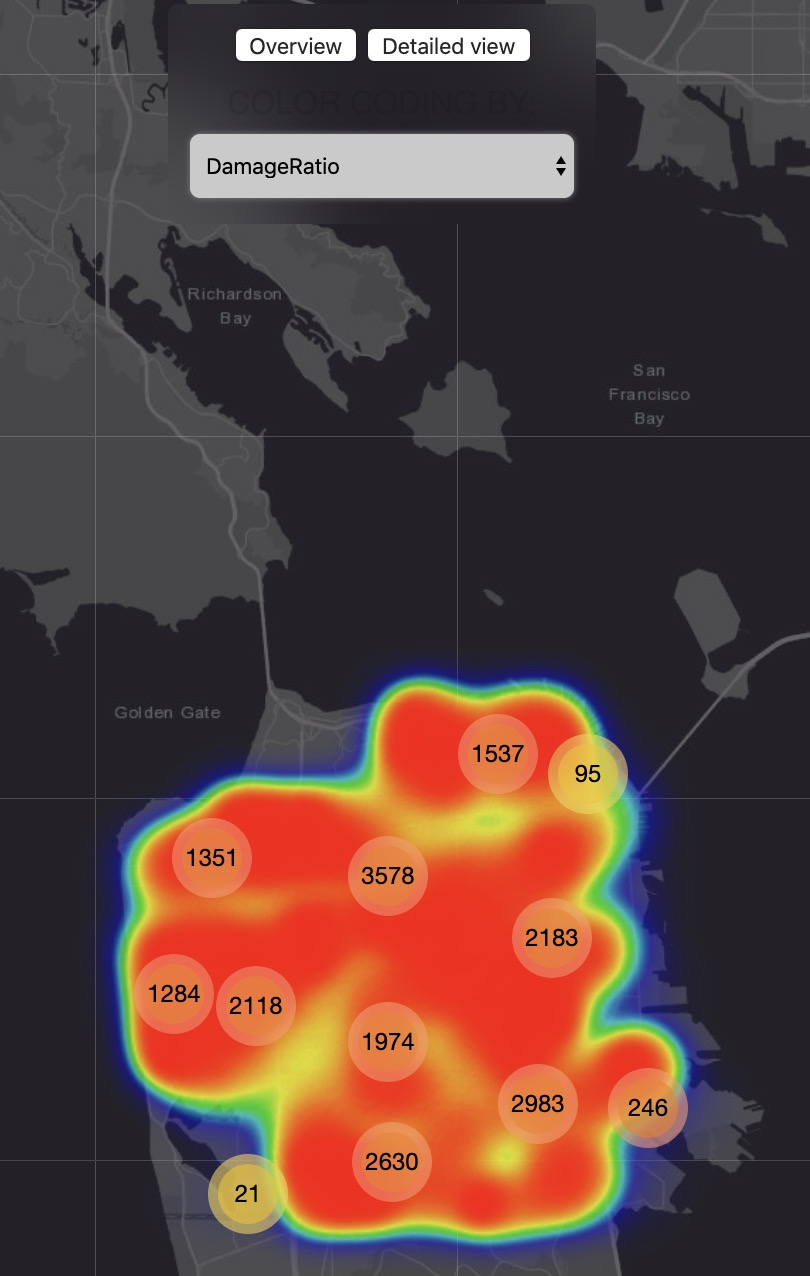 Overview Detailed view
COLOR CODING BY:
DamageRatio
Richardson
Bay
San
Francisco
Bay
Golden Gate
1537
95
1351
3578
2183
1284
2118
1974
2983
246
2630
21